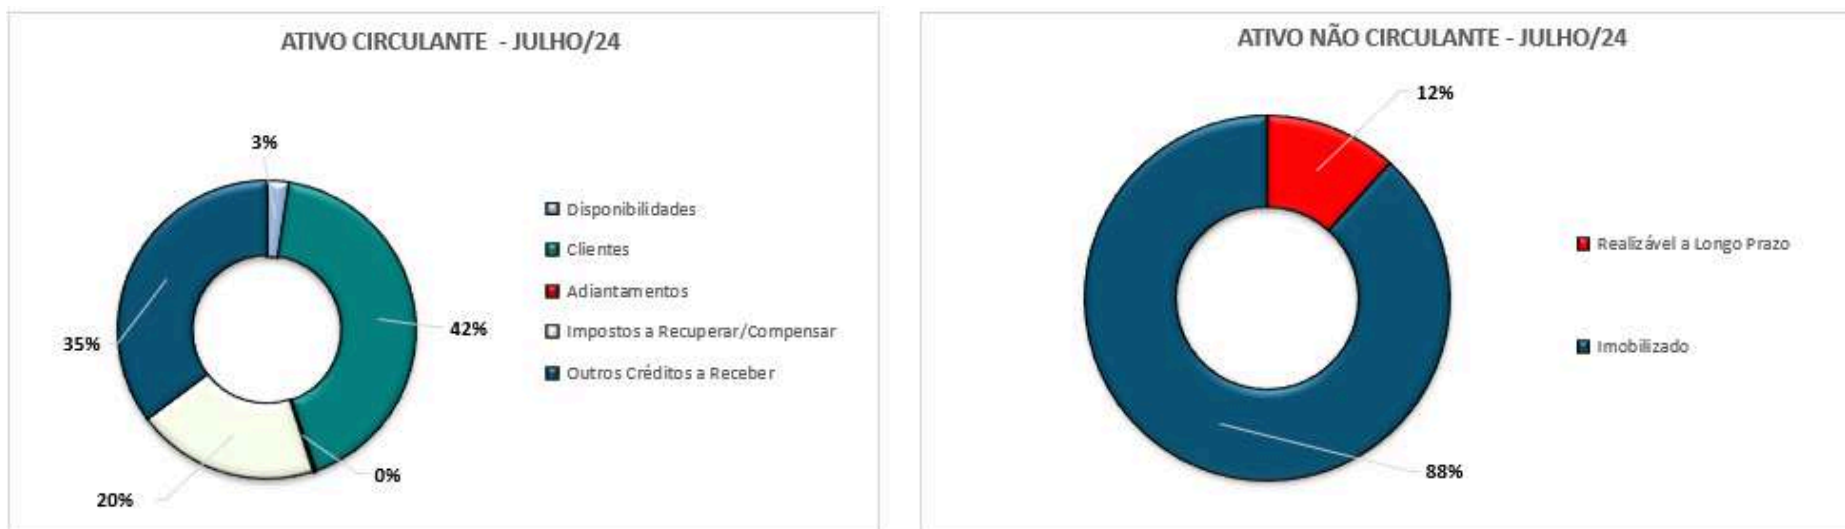 ATIVO CIRCULANTE - JULHO/24
3%
42%
35%
0%
20%
Disponibilidades
Clientes
Adiantamentos
Impostos a Recuperar/Compensar
Outros Créditos a Receber
ATIVO NÃO CIRCULANTE - JULHO/24
12%
88%
Realizável a Longo Prazo
Imobilizado